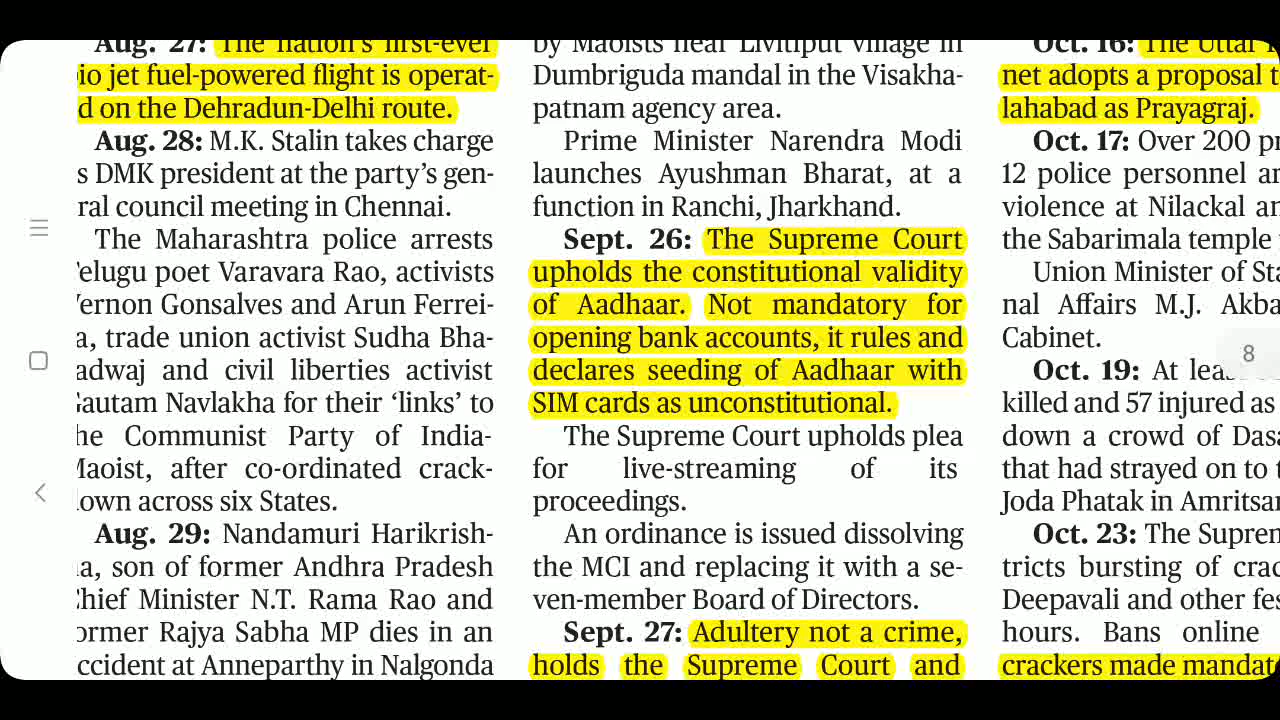 Aug. 27: The nation's first-ever
io jet fuel-powered flight is operat-
d on the Dehradun-Delhi route.
Aug. 28: M.K. Stalin takes charge
s DMK president at the party's gen-
ral council meeting in Chennai.
The Maharashtra police arrests
elugu poet Varavara Rao, activists
ernon Gonsalves and Arun Ferrei-
a, trade union activist Sudha Bha-
adwaj and civil liberties activist
autam Navlakha for their 'links' to
he Communist Party of India-
Maoist, after co-ordinated crack-
own across six States.
Aug. 29: Nandamuri Harikrish-
a, son of former Andhra Pradesh
Chief Minister N.T. Rama Rao and
ormer Rajya Sabha MP dies in an
ccident at Anneparthy in Nalgonda
by Maoists near Livitiput village in
Dumbriguda mandal in the Visakha-
patnam agency area.
Prime Minister Narendra Modi
launches Ayushman Bharat, at a
function in Ranchi, Jharkhand.
Sept. 26: The Supreme Court
upholds the constitutional validity
of Aadhaar. Not mandatory for
opening bank accounts, it rules and
declares seeding of Aadhaar with
SIM cards as unconstitutional.
The Supreme Court upholds plea
for live-streaming of its
proceedings.
An ordinance is issued dissolving
the MCI and replacing it with a se-
ven-member Board of Directors.
Sept. 27: Adultery not a crime,
holds the Supreme Court and
Oct. 16: The Uttar
net adopts a proposal t
lahabad as Prayagraj.
Oct. 17: Over 200 pr
12 police personnel ar
violence at Nilackal an
the Sabarimala temple
Union Minister of Sta
nal Affairs M.J. Akba
Cabinet.
Oct. 19: At leas
killed and 57 injured as
down a crowd of Dasa
that had strayed on to t
Joda Phatak in Amritsar
Oct. 23: The Suprem
tricts bursting of crac
Deepavali and other fes
hours. Bans online
crackers made mandat
8